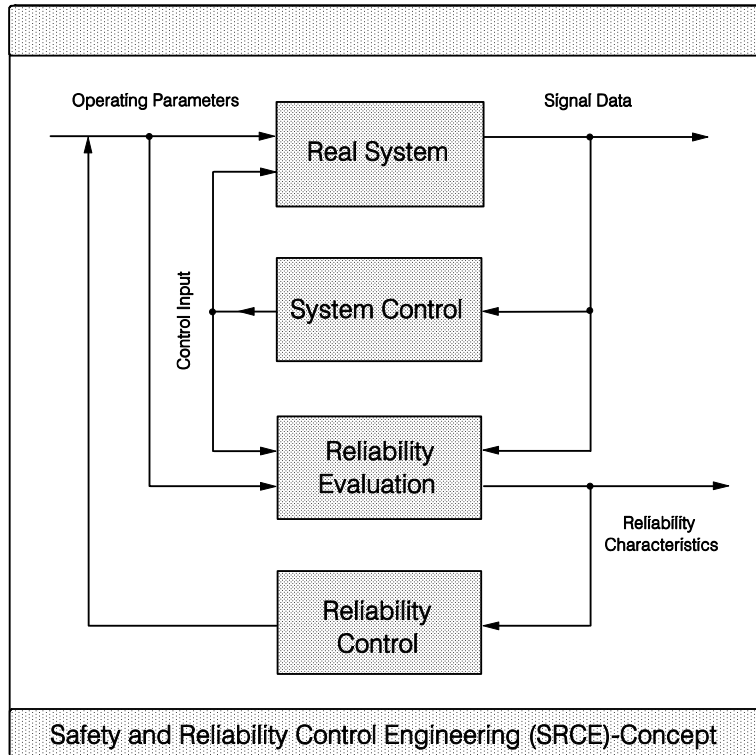 Operating Parameters
Signal Data
Real System
Control Input
System Control
Reliability
Evaluation
Reliability
Characteristics
Reliability
Control
Safety and Reliability Control Engineering (SRCE)-Concept